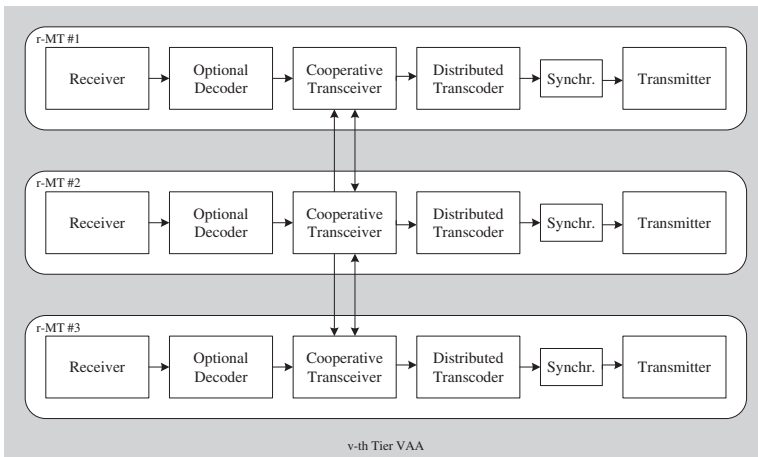 r-MT #1
Receiver
Optional
Decoder
Cooperative
Transceiver
Distributed
Transcoder
Synchr.
Transmitter
r-MT #2
Receiver
Optional
Decoder
Cooperative
Transceiver
Distributed
Transcoder
Synchr.
Transmitter
r-MT #3
Receiver
Optional
Decoder
Cooperative
Transceiver
Distributed
Transcoder
Synchr.
Transmitter
v-th Tier VAA